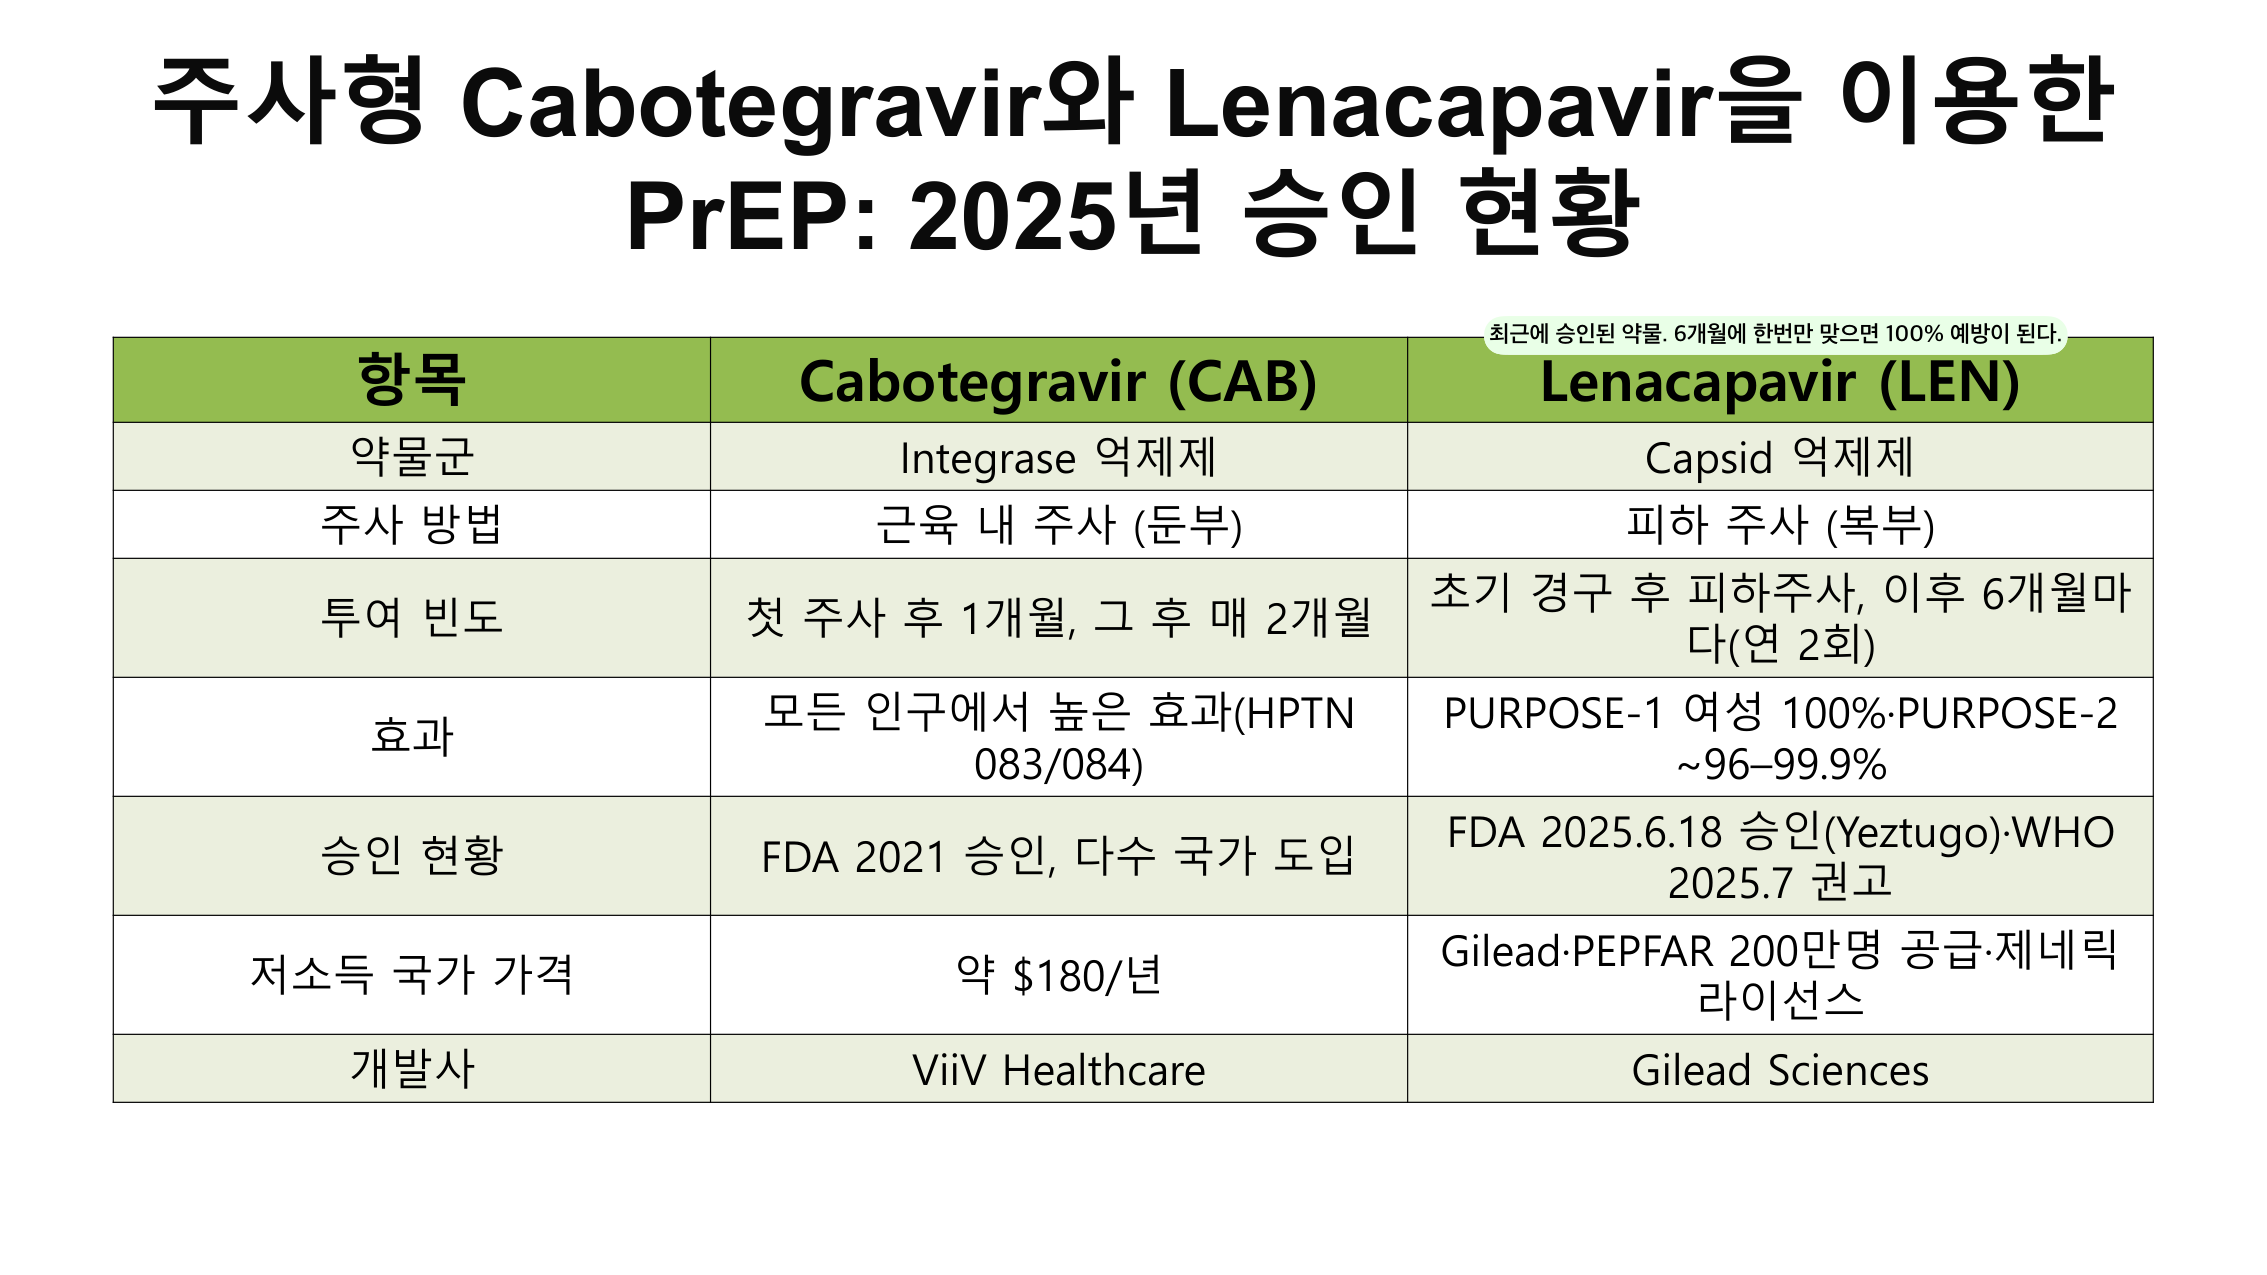 주사형 Cabotegravir와 Lenacapavir을 이용한
PrEP: 2025년 승인 현황
최근에 승인된 약물. 6개월에 한번만 맞으면 100% 예방이 된다.
항목 Cabotegravir (CAB) Lenacapavir (LEN)
약물군 Integrase 억제제 Capsid 억제제
주사 방법 근육 내 주사 (둔부) 피하 주사 (복부)
투여 빈도 첫 주사 후 1개월, 그 후 매 2개월 초기 경구 후 피하주사, 이후 6개월마
다(연 2회)
효과 모든 인구에서 높은 효과(HPTN
083/084) PURPOSE-1 여성 100%·PURPOSE-2
~96–99.9%
승인 현황 FDA 2021 승인, 다수 국가 도입 FDA 2025.6.18 승인(Yeztugo)·WHO
2025.7 권고
저소득 국가 가격 약 $180/년 Gilead·PEPFAR 200만명 공급·제네릭
라이선스
개발사 ViiV Healthcare Gilead Sciences